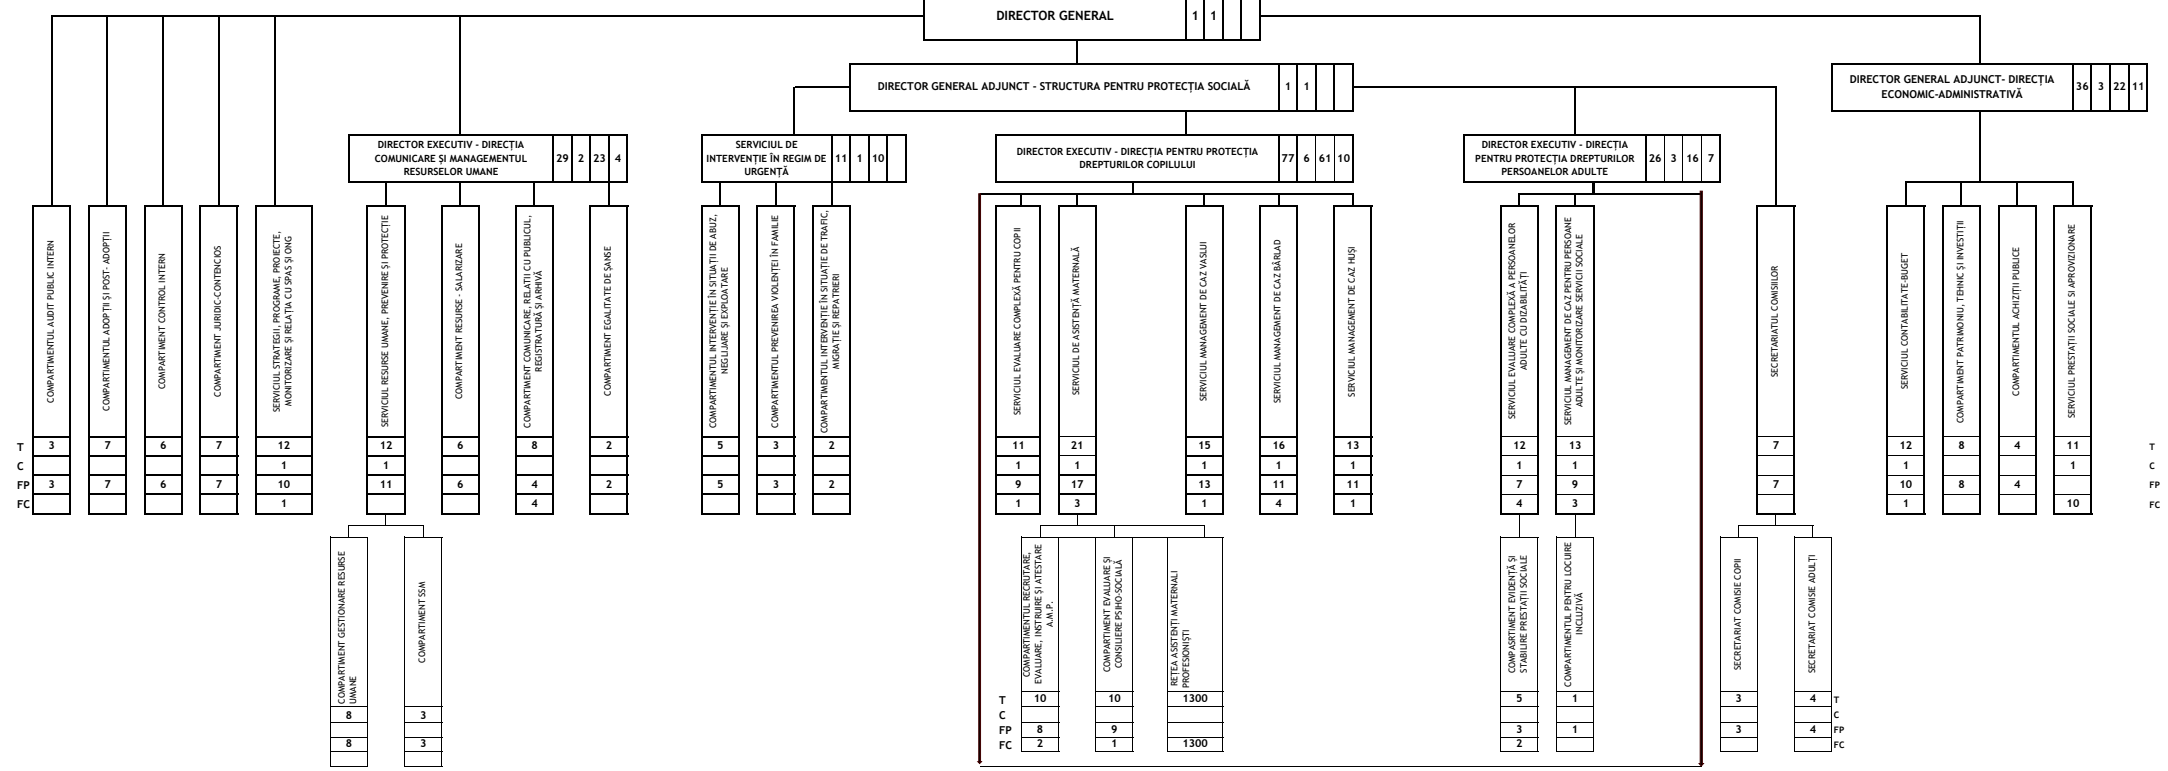 DIRECTOR GENERAL 1 1
DIRECTOR GENERAL ADJUNCT - STRUCTURA PENTRU PROTECȚIA SOCIALĂ 1 1
DIRECTOR GENERAL ADJUNCT- DIRECȚIA
ECONOMIC-ADMINISTRATIVĂ
36 3 22 11
DIRECTOR EXECUTIV - DIRECȚIA
COMUNICARE ȘI MANAGEMENTUL
RESURSELOR UMANE
29 2 23 4
SERVICIUL DE
INTERVENȚIE ÎN REGIM DE
URGENȚĂ
11 1 10
DIRECTOR EXECUTIV - DIRECȚIA PENTRU PROTECȚIA
DREPTURILOR COPILULUI
77 6 61 10
DIRECTOR EXECUTIV - DIRECȚIA
PENTRU PROTECȚIA DREPTURILOR
PERSOANELOR ADULTE
26 3 16 7
COMPARTIMENTUL AUDIT PUBLIC INTERN
COMPARTIMENTUL ADOPȚII ȘI POST- ADOPȚII
COMPARTIMENT CONTROL INTERN
COMPARTIMENT JURIDIC-CONTENCIOS
SERVICIUL STRATEGII, PROGRAME, PROIECTE,
MONITORIZARE ȘI RELAȚIA CU SPAS ȘI ONG
SERVICIUL RESURSE UMANE, PREVENIRE ȘI PROTECȚIE
COMPARTIMENT RESURSE - SALARIZARE
COMPARTIMENT COMUNICARE, RELATII CU PUBLICUL,
REGISTRATURĂ ȘI ARHIVĂ
COMPARTIMENT EGALITATE DE ȘANSE
COMPARTIMENTUL INTERVENȚIE ÎN SITUAȚII DE ABUZ,
NEGLIJARE ȘI EXPLOATARE
COMPARTIMENTUL PREVENIREA VIOLENȚEI ÎN FAMILIE
COMPARTIMENTUL INTERVENȚIE ÎN SITUAȚIE DE TRAFIC,
MIGRAȚIE ȘI REPATRIERI
SERVICIUL EVALUARE COMPLEXĂ PENTRU COPII
SERVICIUL DE ASISTENȚĂ MATERNALĂ
SERVICIUL MANAGEMENT DE CAZ VASLUI
SERVICIUL MANAGEMENT DE CAZ BÂRLAD
SERVICIUL MANAGEMENT DE CAZ HUȘI
SERVICIUL EVALUARE COMPLEXĂ A PERSOANELOR
ADULTE CU DIZABILITĂȚI
SERVICIUL MANAGEMENT DE CAZ PENTRU PERSOANE
ADULTE ȘI MONITORIZARE SERVICII SOCIALE
SECRETARIATUL COMISIILOR
SERVICIUL CONTABILITATE-BUGET
COMPARTIMENT PATRIMONIU, TEHNIC ȘI INVESTIȚII
COMPARTIMENTUL ACHIZIȚII PUBLICE
SERVICIUL PRESTAȚII SOCIALE SI APROVIZIONARE
T 3 7 6 7 12 12 6 8 2 5 3 2 11 21 15 16 13 12 13 7 12 8 4 11 T
C 1 1 1 1 1 1 1 1 1 1 1 C
FP 3 7 6 7 10 11 6 4 2 5 3 2 9 17 13 11 11 7 9 7 10 8 4 FP
FC 1 4 1 3 1 4 1 4 3 1 10 FC
COMPARTIMENT GESTIONARE RESURSE
UMANE
COMPARTIMENT SSM
COMPARTIMENTUL RECRUTARE,
EVALUARE, INSTRUIRE ȘI ATESTARE
A.M.P.
COMPARTIMENT EVALUARE ȘI
CONSILIERE PSIHO-SOCIALĂ
REȚEA ASISTENȚI MATERNALI
PROFESIONIȘTI
COMPASRTIMENT EVIDENȚĂ ȘI
STABILIRE PRESTAȚII SOCIALE
COMPARTIMENTUL PENTRU LOCUIRE
INCLUZIVĂ
SECRETARIAT COMISIE COPII
SECRETARIAT COMISIE ADULȚI
T 10 10 1300 5 1 3 4 T
8 3
C C
FP 8 9 3 1 3 4 FP
8 3
FC 2 1 1300 2 FC